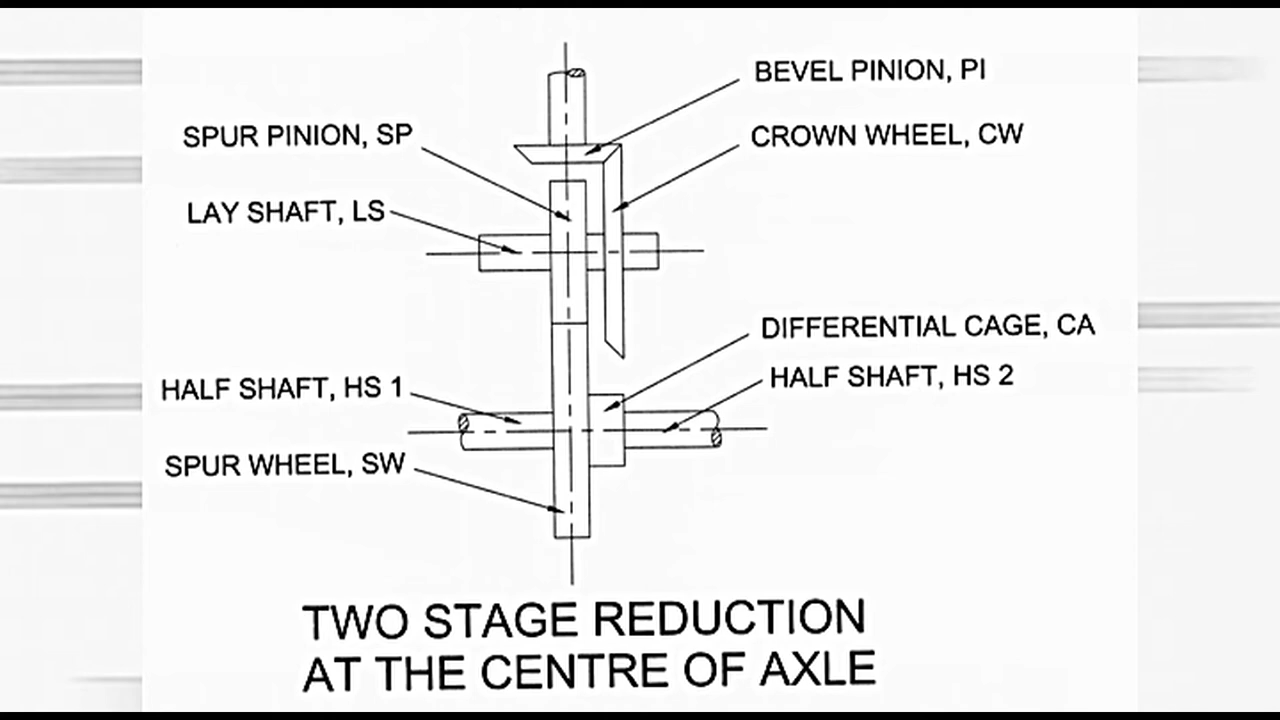 BEVEL PINION, PI
SPUR PINION, SP
CROWN WHEEL, CW
LAY SHAFT, LS
DIFFERENTIAL CAGE, CA
HALF SHAFT, HS 1
HALF SHAFT, HS 2
SPUR WHEEL, SW
TWO STAGE REDUCTION
AT THE CENTRE OF AXLE